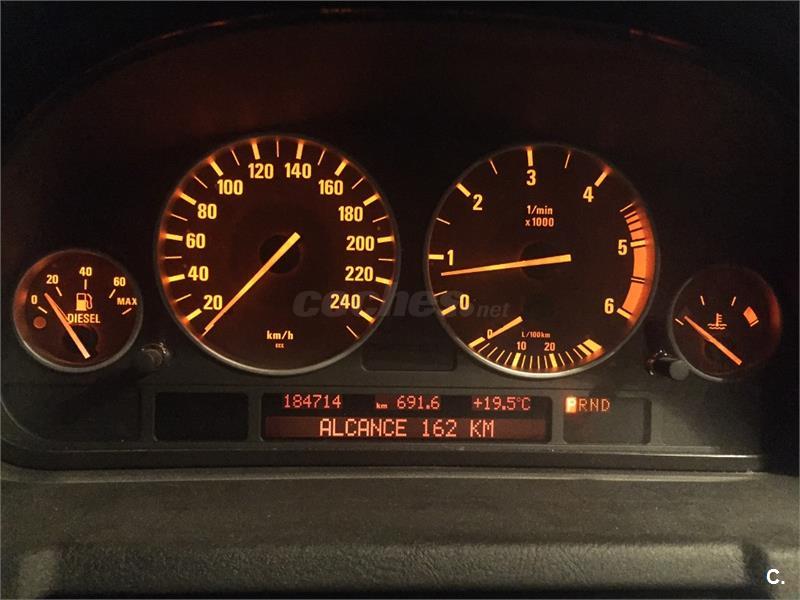 0 20 40 60 MAX
DIESEL
20 40 60 80 100 120 140 160 180 200 220 240
km/h
0 1 2 3 4 5 6
1/min
x1000
0 10 20
L/100km
coches.net
184714 km 691.6 +19.5°C
PRND
ALCANCE 162 KM
C.